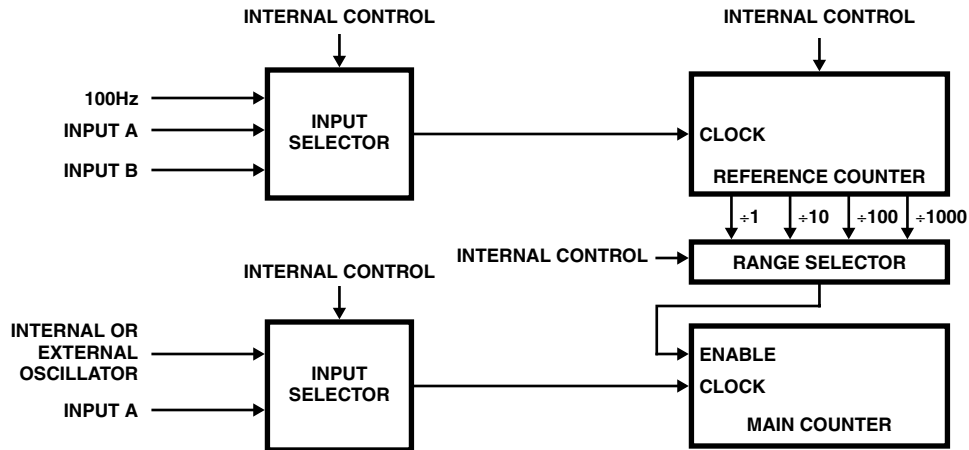 INTERNAL CONTROL
INTERNAL CONTROL
100Hz
INPUT A
INPUT B
INPUT
SELECTOR
CLOCK
REFERENCE COUNTER
÷1
÷10
÷100
÷1000
INTERNAL CONTROL
RANGE SELECTOR
INTERNAL CONTROL
INTERNAL OR
EXTERNAL
OSCILLATOR
INPUT A
INPUT
SELECTOR
ENABLE
CLOCK
MAIN COUNTER